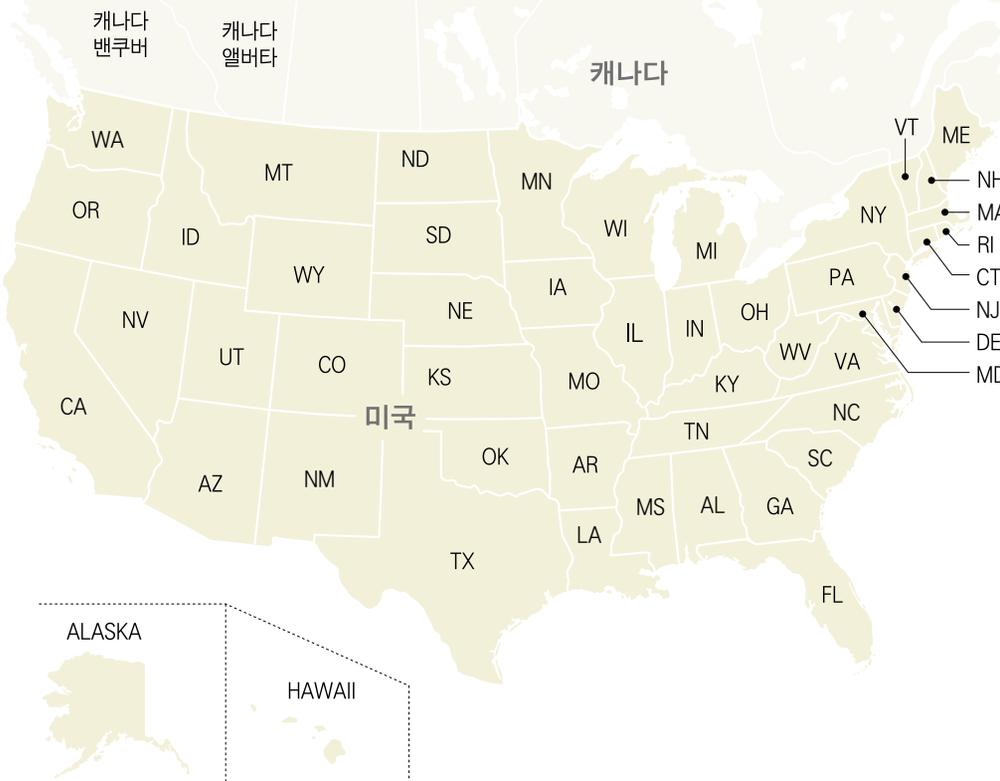 캐나다
밴쿠버
캐나다
앨버타
캐나다
VT
ME
WA
MT
ND
MN
NH
OR
ID
SD
WI
MI
NY
MA
RI
WY
IA
PA
CT
NV
NE
IL
IN
OH
NJ
UT
CO
KS
MO
KY
WV
VA
DE
MD
CA
미국
NC
TN
AZ
NM
OK
AR
SC
MS
AL
GA
TX
LA
FL
ALASKA
HAWAII